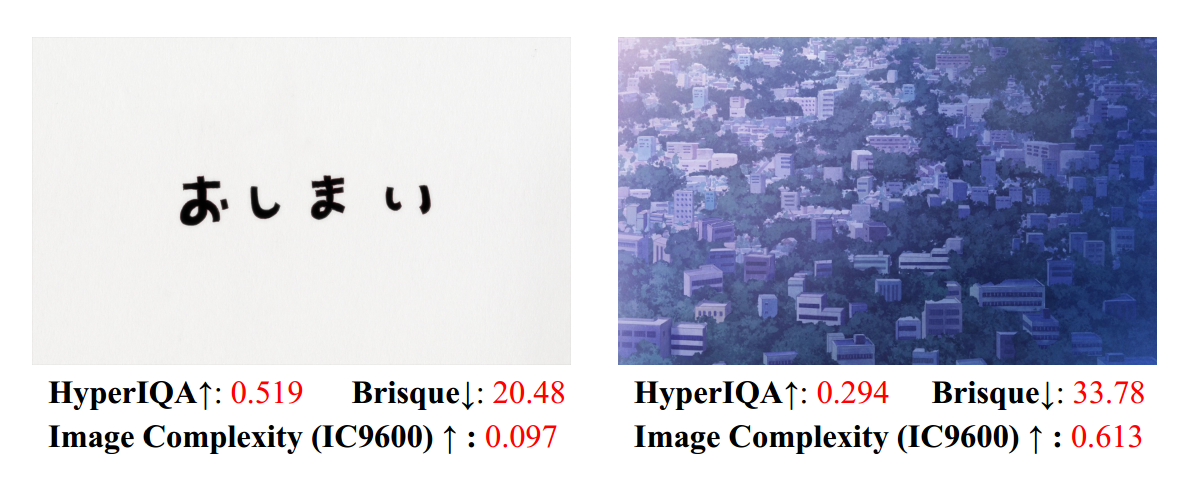 おしまい
HyperIQA↑: 0.519 Brisque↓: 20.48
Image Complexity (IC9600) ↑ : 0.097
HyperIQA↑: 0.294 Brisque↓: 33.78
Image Complexity (IC9600) ↑ : 0.613